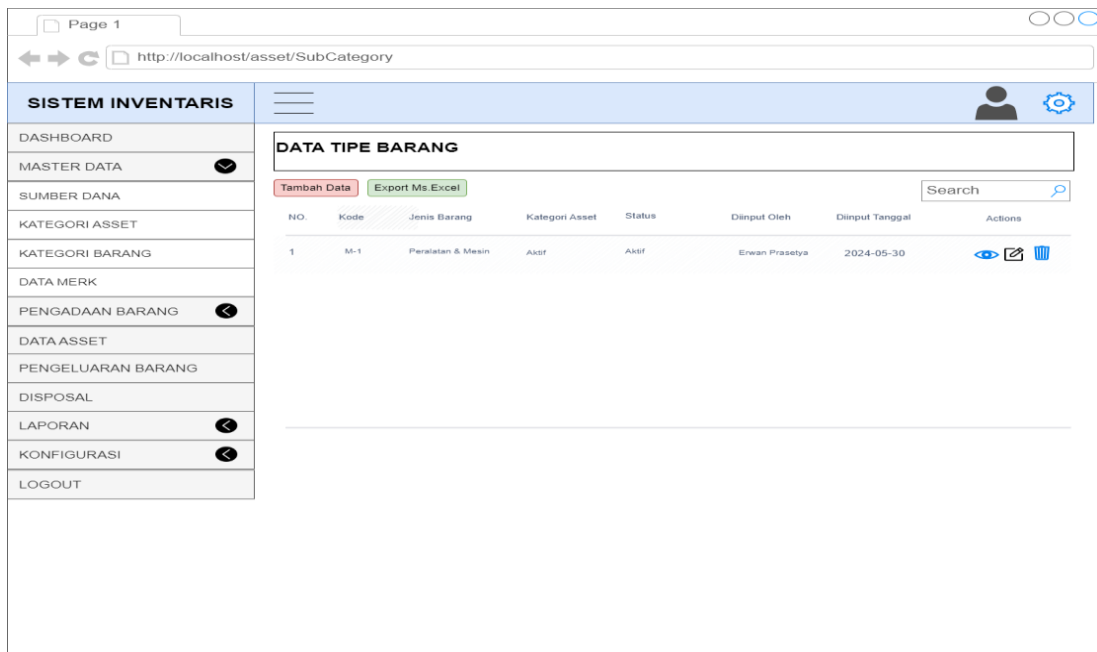 Page 1
http://localhost/asset/SubCategory
SISTEM INVENTARIS
DASHBOARD
MASTER DATA
SUMBER DANA
KATEGORI ASSET
KATEGORI BARANG
DATA MERK
PENGADAAN BARANG
DATA ASSET
PENGELUARAN BARANG
DISPOSAL
LAPORAN
KONFIGURASI
LOGOUT
DATA TIPE BARANG
Tambah Data Export Ms.Excel Search
NO. Kode Jenis Barang Kategori Asset Status Diinput Oleh Diinput Tanggal Actions
1 M-1 Peralatan & Mesin Aktif Aktif Erwan Prasetya 2024-05-30